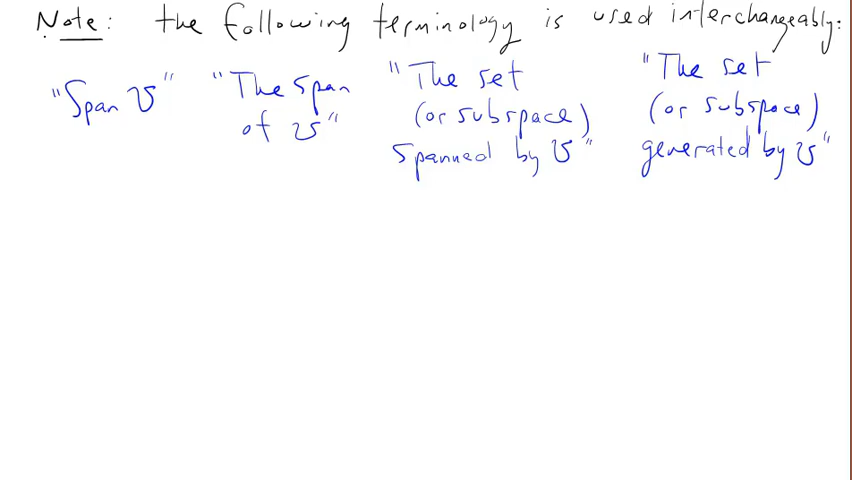 Note: the following terminology is used interchangeably:
"Span v" "The span of v" "The set (or subspace) spanned by v" "The set (or subspace) generated by v"